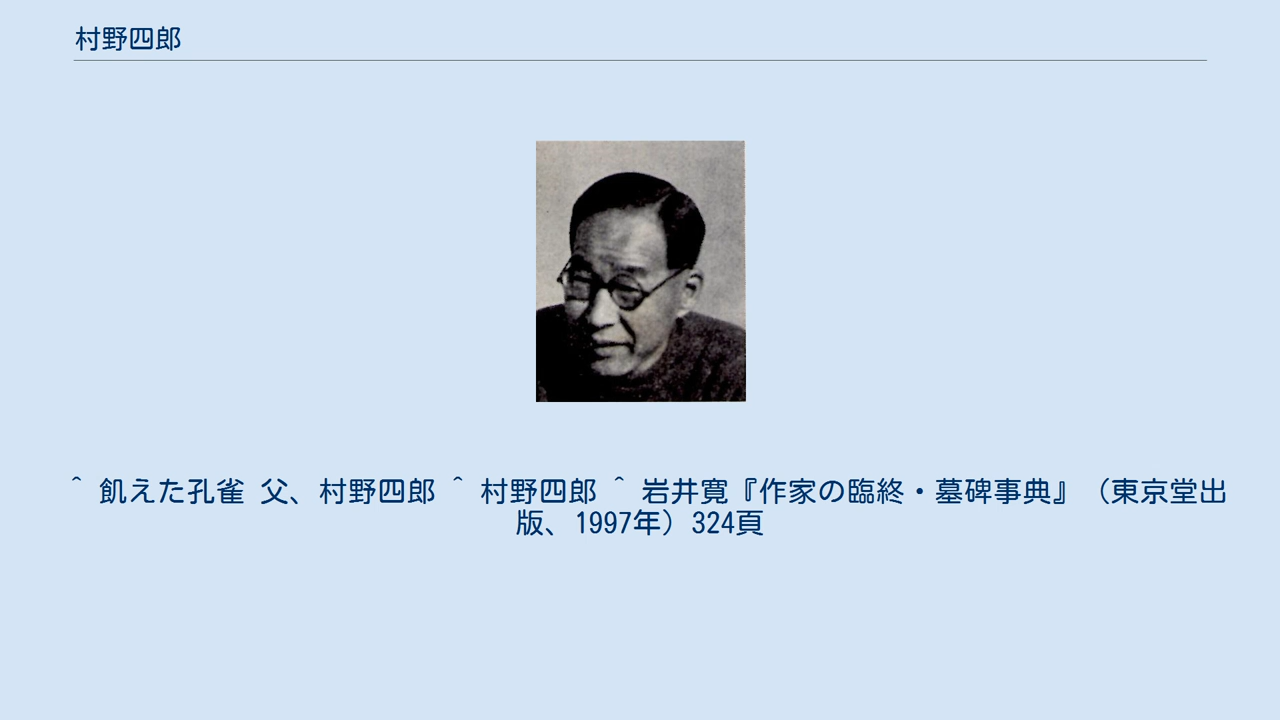 村野四郎
^ 飢えた孔雀 父、村野四郎 ^ 村野四郎 ^ 岩井寛『作家の臨終・墓碑事典』（東京堂出
版、1997年）324頁